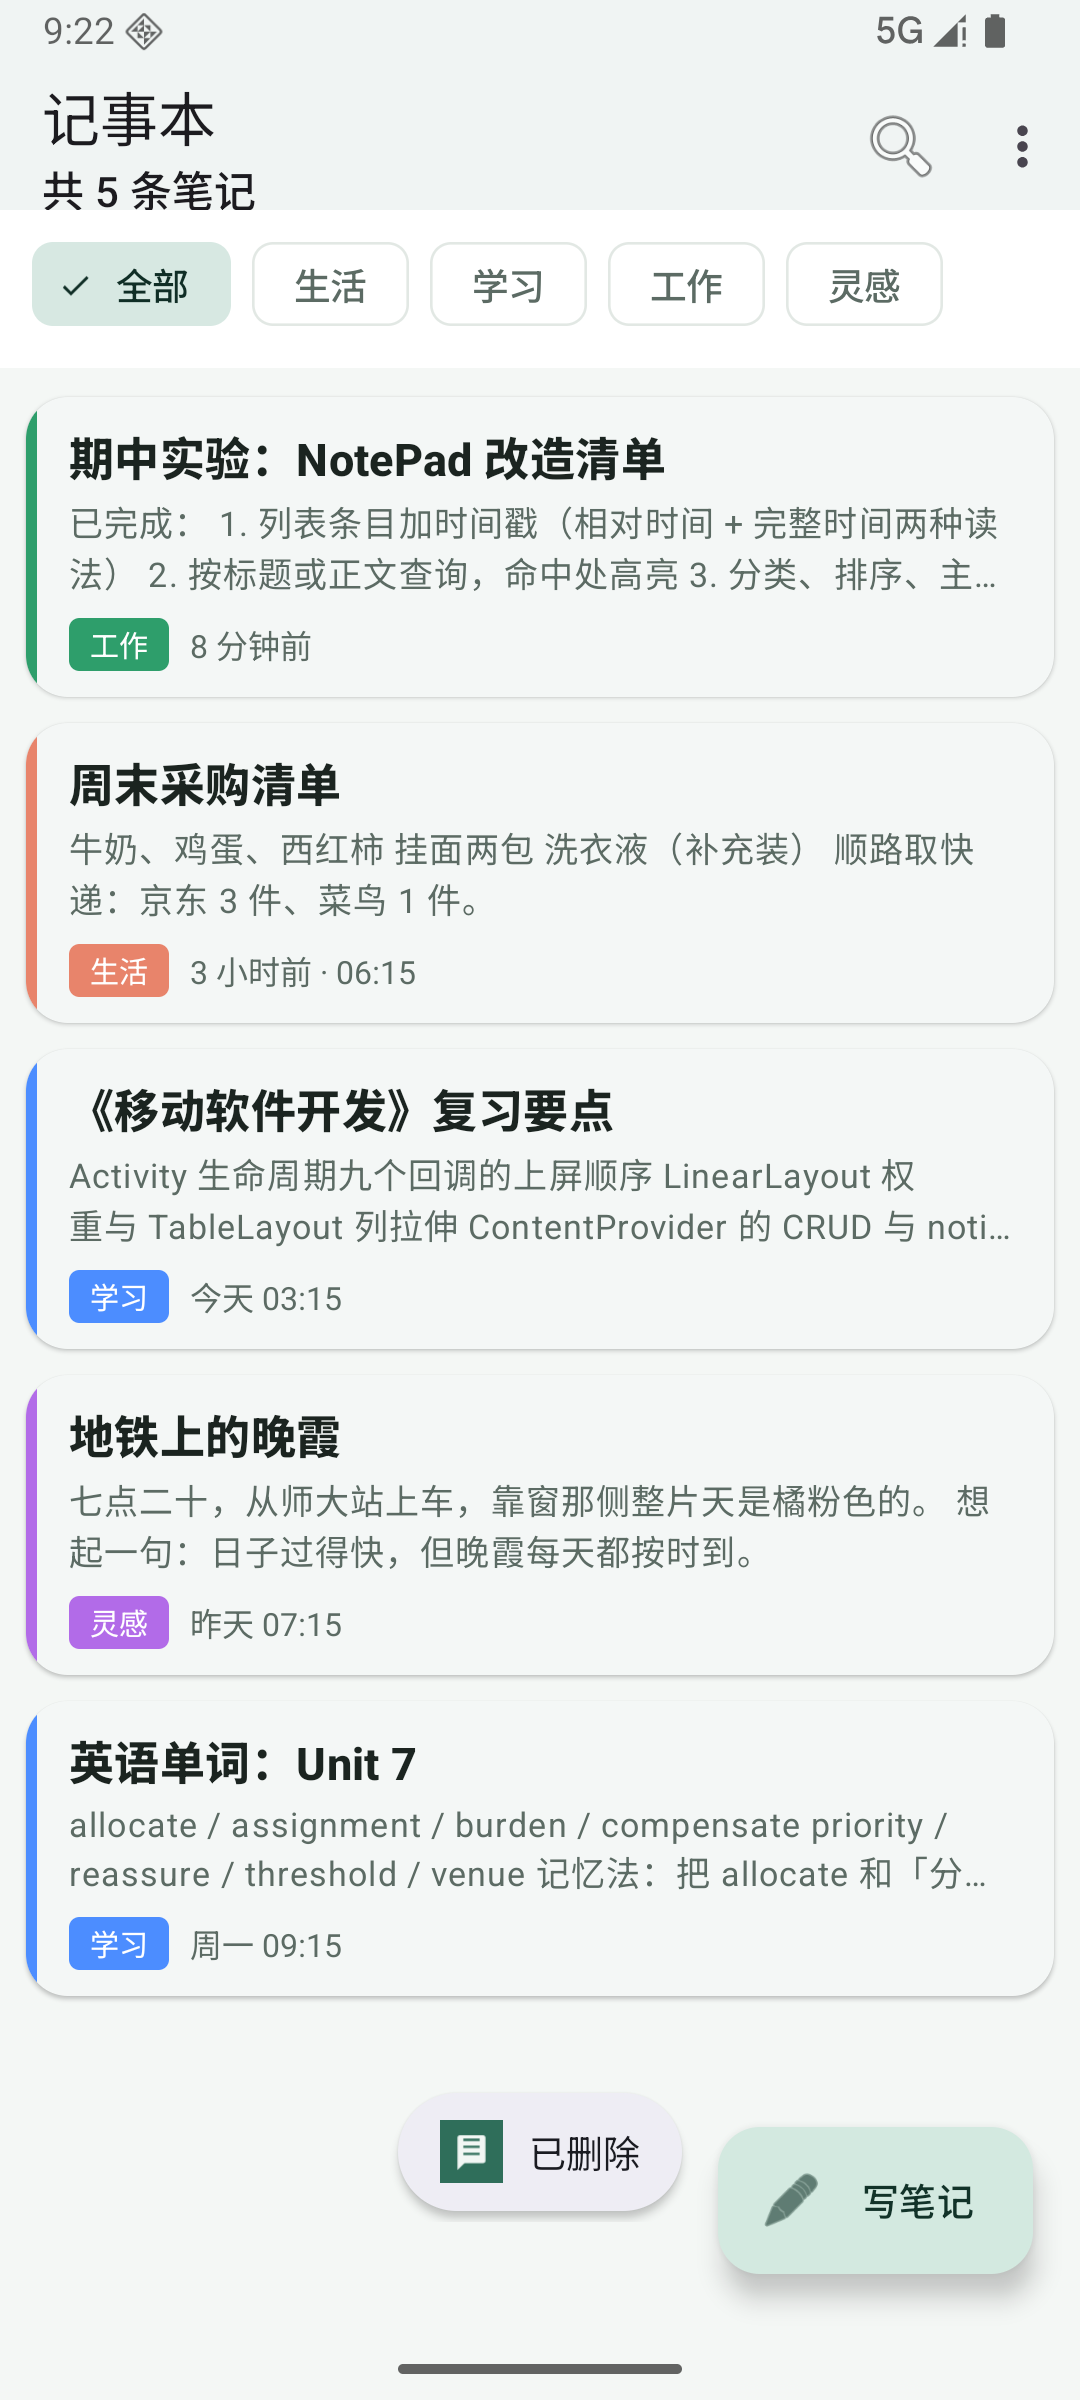 9:22
5G
记事本
共 5 条笔记
全部
生活
学习
工作
灵感
期中实验：NotePad 改造清单
已完成： 1. 列表条目加时间戳（相对时间 + 完整时间两种读
法） 2. 按标题或正文查询，命中处高亮 3. 分类、排序、主…
工作
8 分钟前
周末采购清单
牛奶、鸡蛋、西红柿 挂面两包 洗衣液（补充装） 顺路取快
递：京东 3 件、菜鸟 1 件。
生活
3 小时前 · 06:15
《移动软件开发》复习要点
Activity 生命周期九个回调的上屏顺序 LinearLayout 权
重与 TableLayout 列拉伸 ContentProvider 的 CRUD 与 noti…
学习
今天 03:15
地铁上的晚霞
七点二十，从师大站上车，靠窗那侧整片天是橘粉色的。 想
起一句：日子过得快，但晚霞每天都按时到。
灵感
昨天 07:15
英语单词：Unit 7
allocate / assignment / burden / compensate priority /
reassure / threshold / venue 记忆法：把 allocate 和「分…
学习
周一 09:15
已删除
写笔记